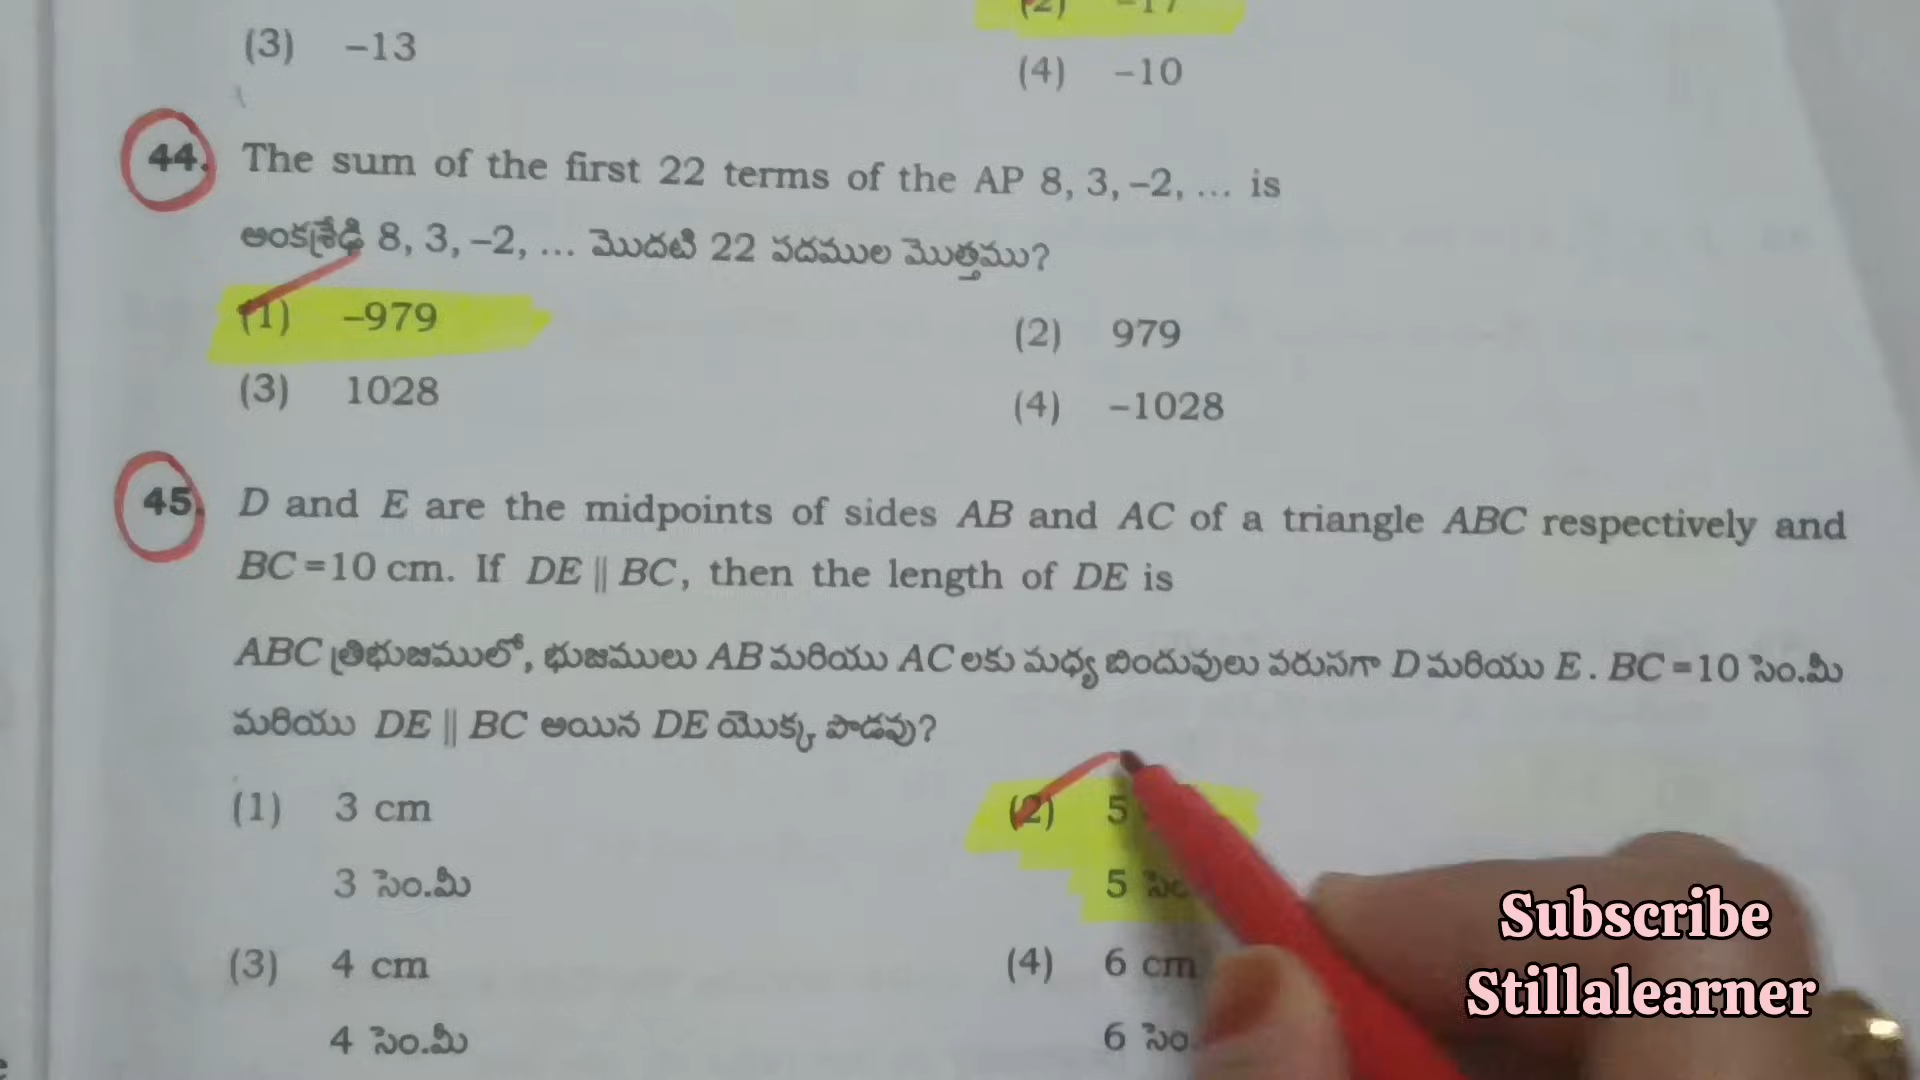 (2) -17
(3) -13
(4) -10
44. The sum of the first 22 terms of the AP 8, 3, -2, ... is
అంకశ్రేఢి 8, 3, -2, ... మొదటి 22 పదముల మొత్తము?
(1) -979
(2) 979
(3) 1028
(4) -1028
45. D and E are the midpoints of sides AB and AC of a triangle ABC respectively and
BC=10 cm. If DE || BC, then the length of DE is
ABC త్రిభుజములో, భుజములు AB మరియు AC లకు మధ్య బిందువులు వరుసగా D మరియు E. BC=10 సెం.మీ
మరియు DE || BC అయిన DE యొక్క పొడవు?
(1) 3 cm
3 సెం.మీ
(2) 5
5 సెం
(3) 4 cm
4 సెం.మీ
(4) 6 cm
6 సెం.
Subscribe
Stillalearner